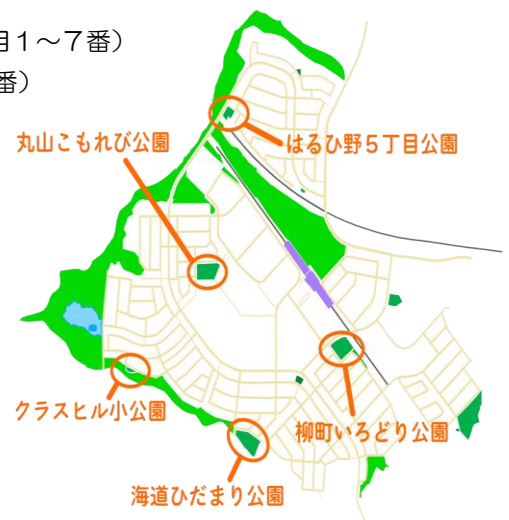 目1～7番）
番）
丸山こもれび公園
はるひ野5丁目公園
クラスヒル小公園
柳町いろどり公園
海道ひだまり公園